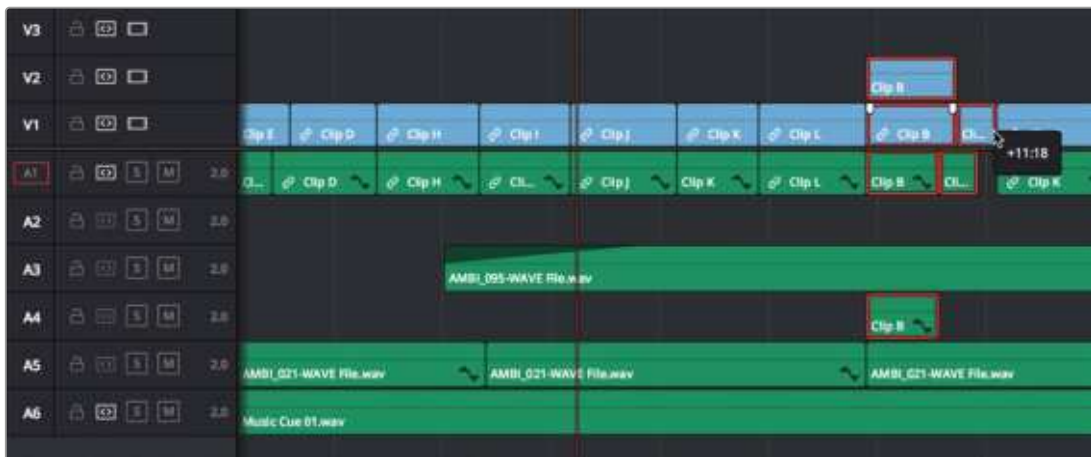 V3
V2
Clip B
V1
Clip E Clip D Clip H Clip I Clip J Clip K Clip L Clip B Cli...
+11:18
A1 S M 2.0 Cl... Clip D Clip H Cli... Clip J Clip K Clip L Clip B Cli... Clip K
A2 S M 2.0
A3 S M 2.0 AMBI_095-WAVE File.wav
A4 S M 2.0 Clip B
A5 S M 2.0 AMBI_021-WAVE File.wav AMBI_021-WAVE File.wav AMBI_021-WAVE File.wav
A6 S M 2.0 Music Cue 01.wav